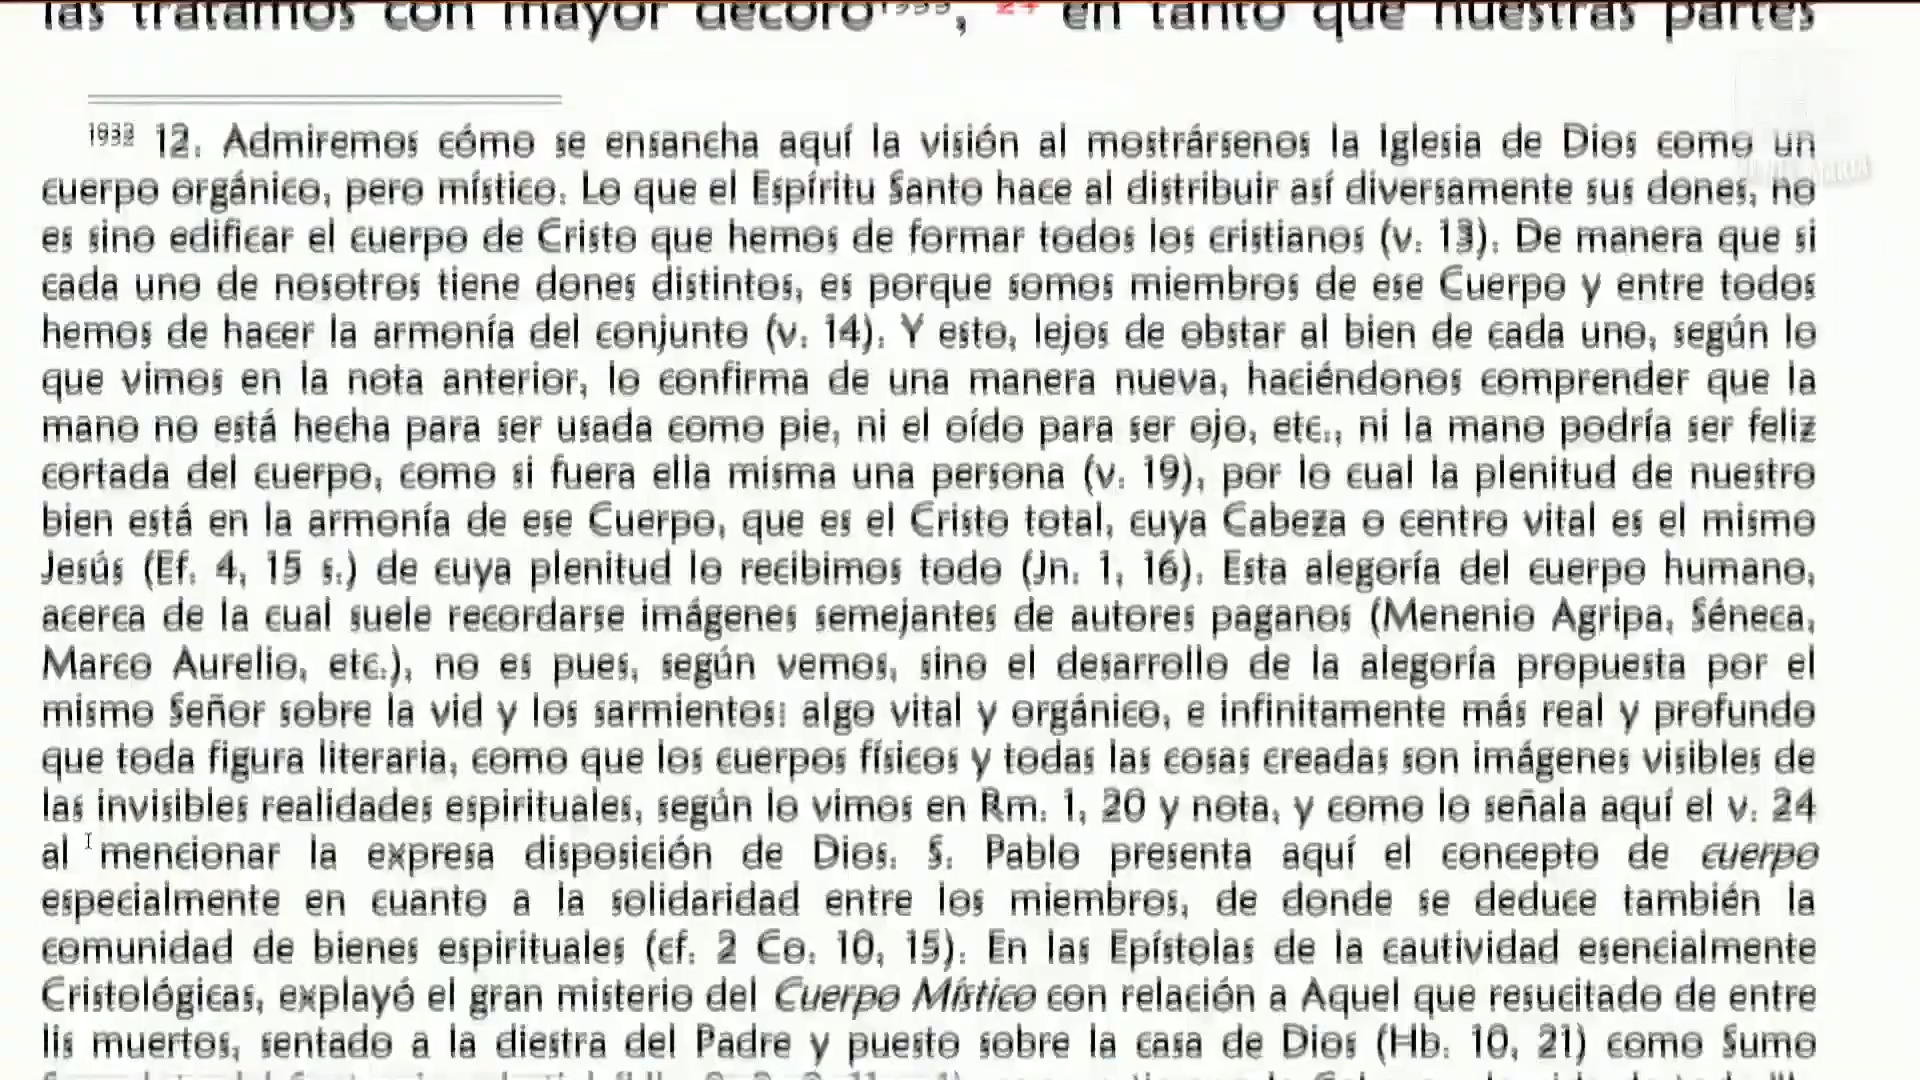 las tratamos con mayor decoro¹⁹³³, ²⁴ en tanto que nuestras partes
¹⁹³² 12. Admiremos cómo se ensancha aquí la visión al mostrársenos la Iglesia de Dios como un
cuerpo orgánico, pero místico. Lo que el Espíritu Santo hace al distribuir así diversamente sus dones, no
es sino edificar el cuerpo de Cristo que hemos de formar todos los cristianos (v. 13). De manera que si
cada uno de nosotros tiene dones distintos, es porque somos miembros de ese Cuerpo y entre todos
hemos de hacer la armonía del conjunto (v. 14). Y esto, lejos de obstar al bien de cada uno, según lo
que vimos en la nota anterior, lo confirma de una manera nueva, haciéndonos comprender que la
mano no está hecha para ser usada como pie, ni el oído para ser ojo, etc., ni la mano podría ser feliz
cortada del cuerpo, como si fuera ella misma una persona (v. 19), por lo cual la plenitud de nuestro
bien está en la armonía de ese Cuerpo, que es el Cristo total, cuya Cabeza o centro vital es el mismo
Jesús (Ef. 4, 15 s.) de cuya plenitud lo recibimos todo (Jn. 1, 16). Esta alegoría del cuerpo humano,
acerca de la cual suele recordarse imágenes semejantes de autores paganos (Menenio Agripa, Séneca,
Marco Aurelio, etc.), no es pues, según vemos, sino el desarrollo de la alegoría propuesta por el
mismo Señor sobre la vid y los sarmientos: algo vital y orgánico, e infinitamente más real y profundo
que toda figura literaria, como que los cuerpos físicos y todas las cosas creadas son imágenes visibles de
las invisibles realidades espirituales, según lo vimos en Rm. 1, 20 y nota, y como lo señala aquí el v. 24
al mencionar la expresa disposición de Dios. S. Pablo presenta aquí el concepto de cuerpo
especialmente en cuanto a la solidaridad entre los miembros, de donde se deduce también la
comunidad de bienes espirituales (cf. 2 Co. 10, 15). En las Epístolas de la cautividad esencialmente
Cristológicas, explayó el gran misterio del Cuerpo Místico con relación a Aquel que resucitado de entre
lis muertos, sentado a la diestra del Padre y puesto sobre la casa de Dios (Hb. 10, 21) como Sumo